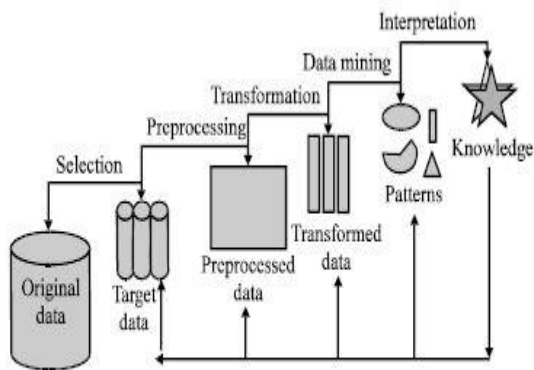 Interpretation
Data mining
Transformation
Preprocessing
Selection
Knowledge
Patterns
Transformed
data
Preprocessed
data
Target
data
Original
data